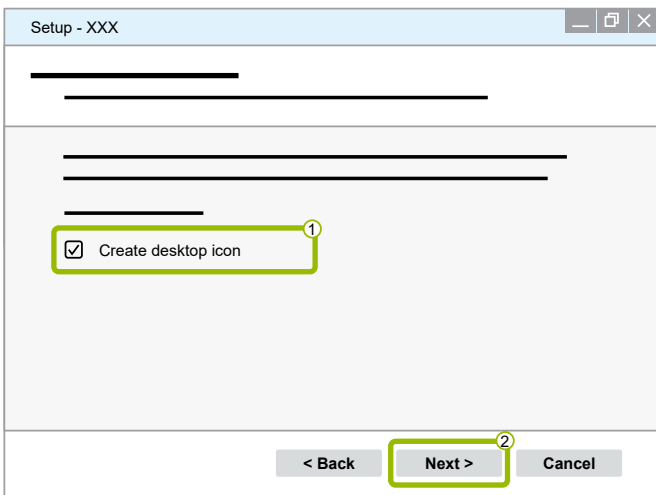 Setup - XXX
1
Create desktop icon
2
< Back Next > Cancel